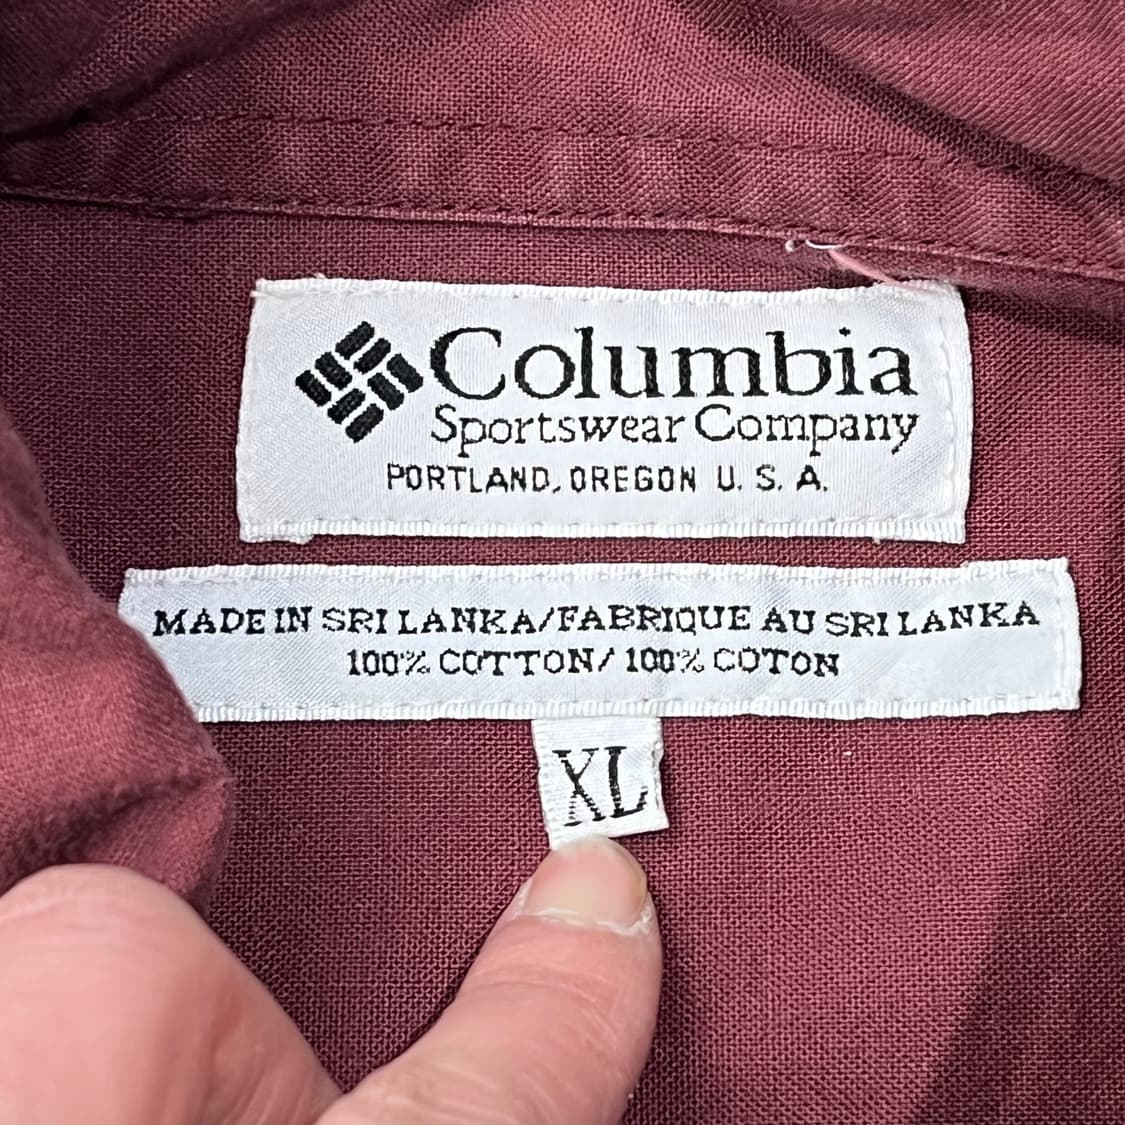 Columbia
Sportswear Company
PORTLAND, OREGON U. S. A.
MADE IN SRI LANKA/FABRIQUE AU SRI LANKA
100% COTTON/ 100% COTON
XL